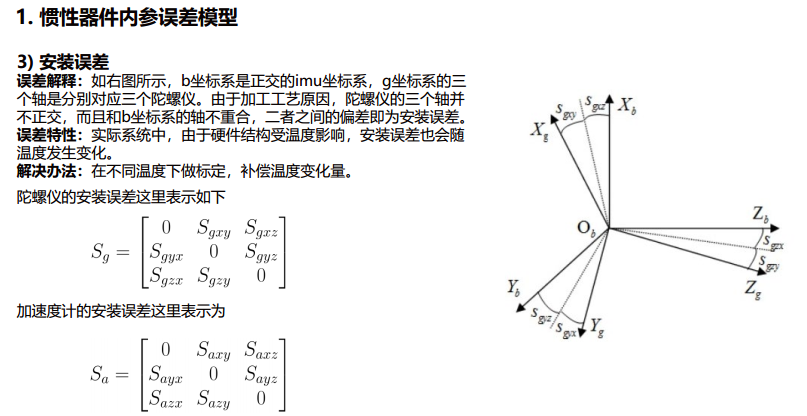 1. 惯性器件内参误差模型
3) 安装误差
误差解释：如右图所示，b坐标系是正交的imu坐标系，g坐标系的三
个轴是分别对应三个陀螺仪。由于加工工艺原因，陀螺仪的三个轴并
不正交，而且和b坐标系的轴不重合，二者之间的偏差即为安装误差。
误差特性：实际系统中，由于硬件结构受温度影响，安装误差也会随
温度发生变化。
解决办法：在不同温度下做标定，补偿温度变化量。
陀螺仪的安装误差这里表示如下
S_g = [ 0 S_gxy S_gxz
S_gyx 0 S_gyz
S_gzx S_gzy 0 ]
加速度计的安装误差这里表示为
S_a = [ 0 S_axy S_axz
S_ayx 0 S_ayz
S_azx S_azy 0 ]
S_gxy S_gxz X_b
X_g
Z_b
O_b
S_gzx
S_gzy
Z_g
Y_b
S_gyz S_gyx Y_g